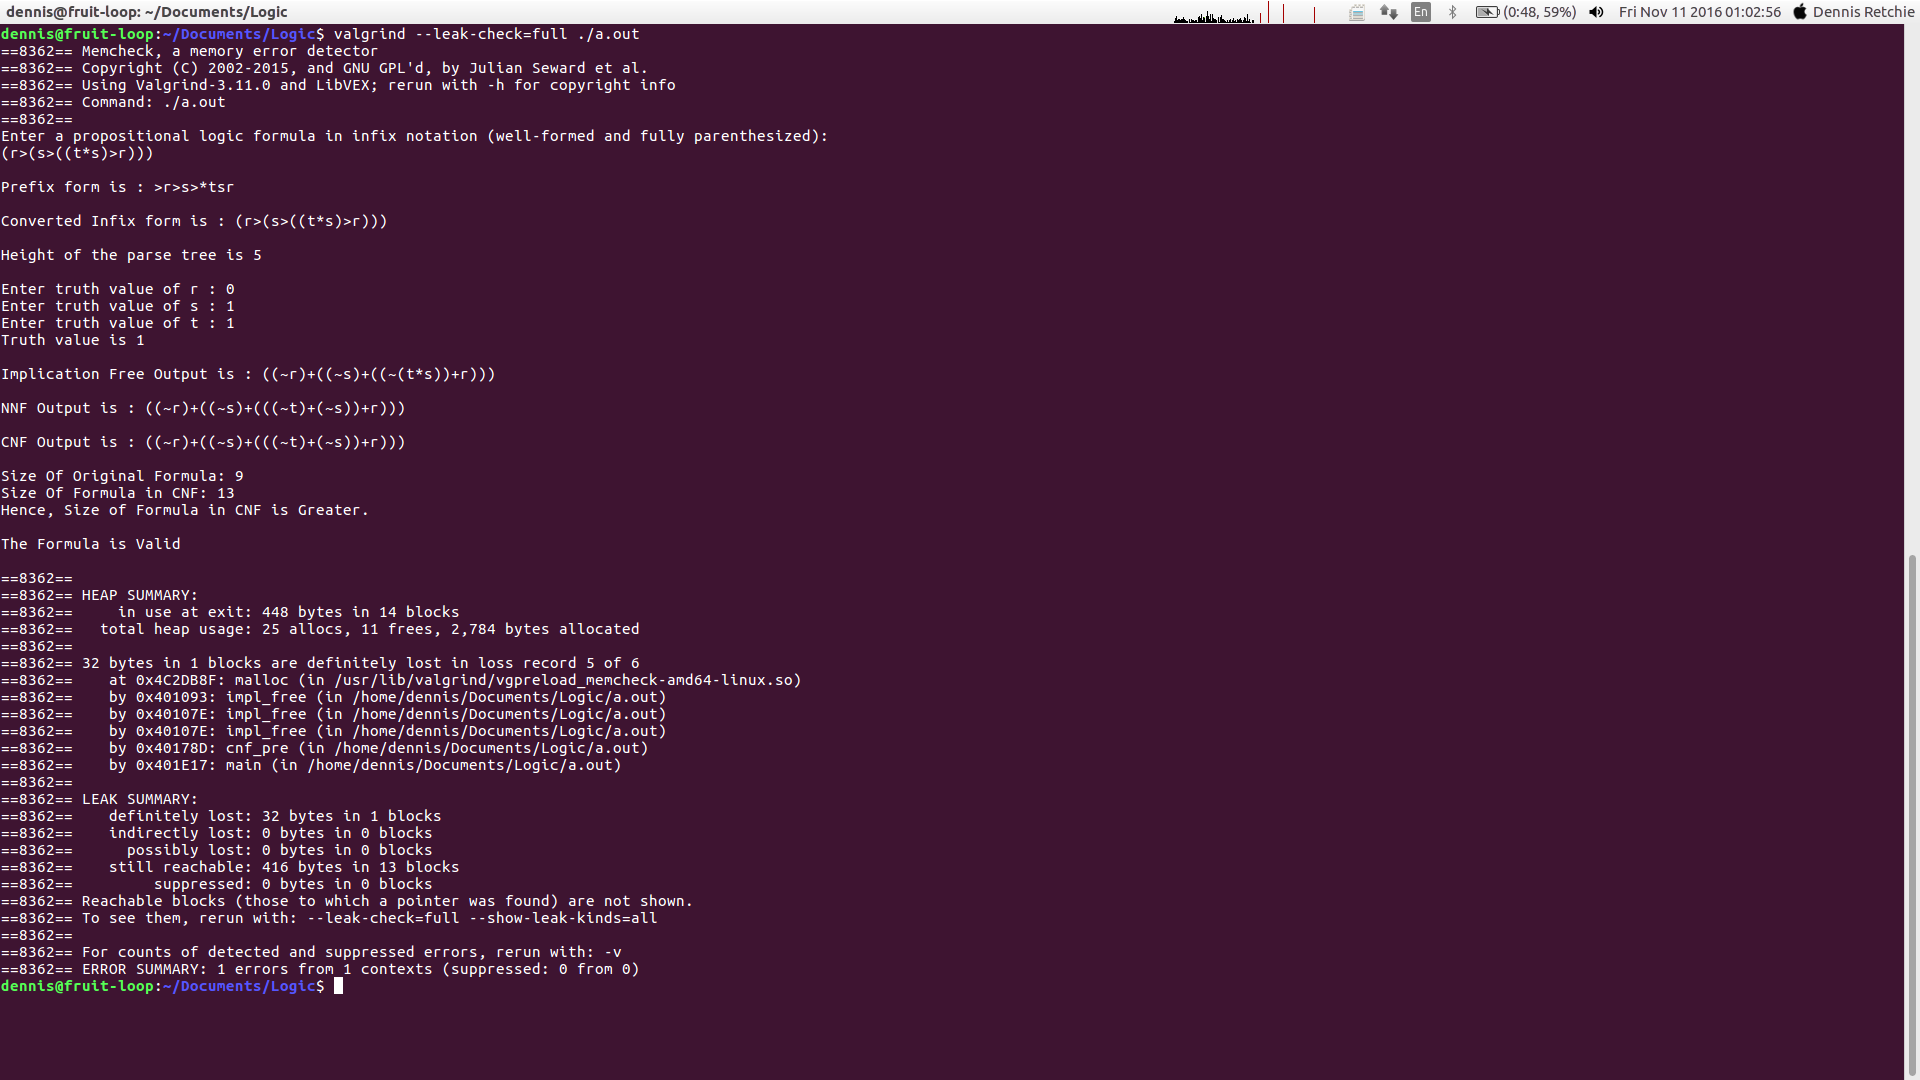 dennis@fruit-loop: ~/Documents/Logic
En (0:48, 59%) Fri Nov 11 2016 01:02:56 Dennis Retchie
dennis@fruit-loop:~/Documents/Logic$ valgrind --leak-check=full ./a.out
==8362== Memcheck, a memory error detector
==8362== Copyright (C) 2002-2015, and GNU GPL'd, by Julian Seward et al.
==8362== Using Valgrind-3.11.0 and LibVEX; rerun with -h for copyright info
==8362== Command: ./a.out
==8362==
Enter a propositional logic formula in infix notation (well-formed and fully parenthesized):
(r>(s>((t*s)>r)))
Prefix form is : >r>s>*tsr
Converted Infix form is : (r>(s>((t*s)>r)))
Height of the parse tree is 5
Enter truth value of r : 0
Enter truth value of s : 1
Enter truth value of t : 1
Truth value is 1
Implication Free Output is : ((~r)+((~s)+((~(t*s))+r)))
NNF Output is : ((~r)+((~s)+(((~t)+(~s))+r)))
CNF Output is : ((~r)+((~s)+(((~t)+(~s))+r)))
Size Of Original Formula: 9
Size Of Formula in CNF: 13
Hence, Size of Formula in CNF is Greater.
The Formula is Valid
==8362==
==8362== HEAP SUMMARY:
==8362==     in use at exit: 448 bytes in 14 blocks
==8362==   total heap usage: 25 allocs, 11 frees, 2,784 bytes allocated
==8362==
==8362== 32 bytes in 1 blocks are definitely lost in loss record 5 of 6
==8362==    at 0x4C2DB8F: malloc (in /usr/lib/valgrind/vgpreload_memcheck-amd64-linux.so)
==8362==    by 0x401093: impl_free (in /home/dennis/Documents/Logic/a.out)
==8362==    by 0x40107E: impl_free (in /home/dennis/Documents/Logic/a.out)
==8362==    by 0x40107E: impl_free (in /home/dennis/Documents/Logic/a.out)
==8362==    by 0x40178D: cnf_pre (in /home/dennis/Documents/Logic/a.out)
==8362==    by 0x401E17: main (in /home/dennis/Documents/Logic/a.out)
==8362==
==8362== LEAK SUMMARY:
==8362==    definitely lost: 32 bytes in 1 blocks
==8362==    indirectly lost: 0 bytes in 0 blocks
==8362==      possibly lost: 0 bytes in 0 blocks
==8362==    still reachable: 416 bytes in 13 blocks
==8362==         suppressed: 0 bytes in 0 blocks
==8362== Reachable blocks (those to which a pointer was found) are not shown.
==8362== To see them, rerun with: --leak-check=full --show-leak-kinds=all
==8362==
==8362== For counts of detected and suppressed errors, rerun with: -v
==8362== ERROR SUMMARY: 1 errors from 1 contexts (suppressed: 0 from 0)
dennis@fruit-loop:~/Documents/Logic$